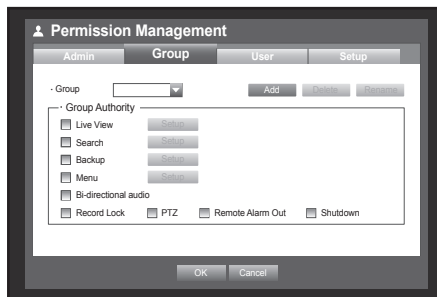 Permission Management
Admin Group User Setup
· Group Add Delete Rename
· Group Authority
Live View Setup
Search Setup
Backup Setup
Menu Setup
Bi-directional audio
Record Lock PTZ Remote Alarm Out Shutdown
OK Cancel